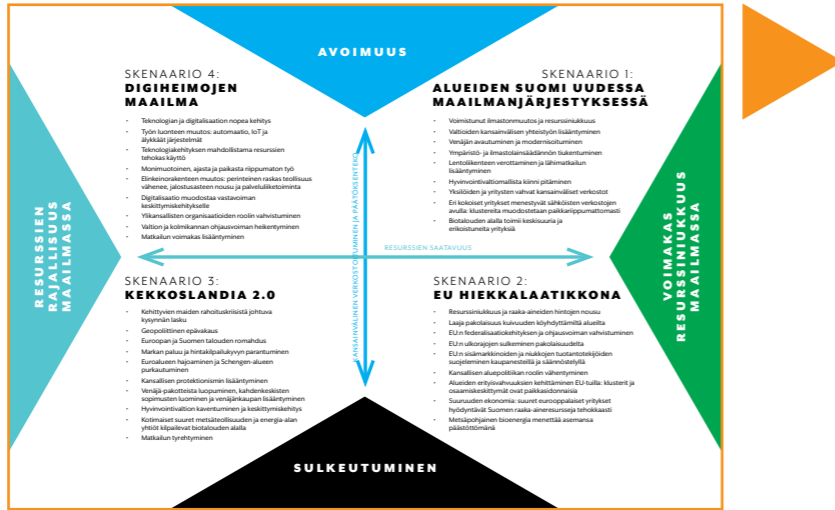 AVOIMUUS
SKENAARIO 4:
DIGIHEIMOJEN
MAAILMA
- Teknologian ja digitalisaation nopea kehitys
- Työn luonteen muutos: automaatio, IoT ja
älykkäät järjestelmät
- Teknologiakehityksen mahdollistama resurssien
tehokas käyttö
- Monimuotoinen, ajasta ja paikasta riippumaton työ
- Elinkeinorakenteen muutos: perinteinen raskas teollisuus
vähenee, jalostusasteen nousu ja palveluliiketoiminta
- Digitalisaatio muodostaa vastavoiman
keskittymiskehitykselle
- Ylikansallisten organisaatioiden roolin vahvistuminen
- Valtion ja kolmikannan ohjausvoiman heikentyminen
- Matkailun voimakas lisääntyminen
SKENAARIO 1:
ALUEIDEN SUOMI UUDESSA
MAAILMANJÄRJESTYKSESSÄ
- Voimistunut ilmastonmuutos ja resurssiniukkuus
- Valtioiden kansainvälisen yhteistyön lisääntyminen
- Venäjän avautuminen ja modernisoituminen
- Ympäristö- ja ilmastolainsäädännön tiukentuminen
- Lentoliikenteen verottaminen ja lähimatkailun
lisääntyminen
- Hyvinvointivaltiomallista kiinni pitäminen
- Yksilöiden ja yritysten vahvat kansainväliset verkostot
- Eri kokoiset yritykset menestyvät sähköisten verkostojen
avulla: klustereita muodostetaan paikkariippumattomasti
- Biotalouden alalla toimii keskisuuria ja
erikoistuneita yrityksiä
RESURSSIEN
RAJALLISUUS
MAAILMASSA
KANSAINVÄLINEN VERKOSTOITUMINEN JA PÄÄTÖKSENTEKO
RESURSSIEN SAATAVUUS
VOIMAKAS
RESURSSINIUKKUUS
MAAILMASSA
SKENAARIO 3:
KEKKOSLANDIA 2.0
- Kehittyvien maiden rahoituskriisistä johtuva
kysynnän lasku
- Geopoliittinen epävakaus
- Euroopan ja Suomen talouden romahdus
- Markan paluu ja hintakilpailukyvyn parantuminen
- Euroalueen hajoaminen ja Schengen-alueen
purkautuminen
- Kansallisen protektionismin lisääntyminen
- Venäjä-pakotteista luopuminen, kahdenkeskisten
sopimusten luominen ja venäjänkaupan lisääntyminen
- Hyvinvointivaltion kaventuminen ja keskittymiskehitys
- Kotimaiset suuret metsäteollisuuden ja energia-alan
yhtiöt kilpailevat biotalouden alalla
- Matkailun tyrehtyminen
SKENAARIO 2:
EU HIEKKALAATIKKONA
- Resurssiniukkuus ja raaka-aineiden hintojen nousu
- Laaja pakolaisuus kuivuuden köyhdyttämiltä alueilta
- EU:n federalisaatiokehityksen ja ohjausvoiman vahvistuminen
- EU:n ulkorajojen sulkeminen pakolaisuudelta
- EU:n sisämarkkinoiden ja niukkojen tuotantotekijöiden
suojeleminen kaupanesteillä ja säännöstelyllä
- Kansallisen aluepolitiikan roolin vähentyminen
- Alueiden erityisvahvuuksien kehittäminen EU-tuilla: klusterit ja
osaamiskeskittymät ovat paikkasidonnaisia
- Suuruuden ekonomia: suuret eurooppalaiset yritykset
hyödyntävät Suomen raaka-aineresursseja tehokkaasti
- Metsäpohjainen bioenergia menettää asemansa
päästöttömänä
SULKEUTUMINEN